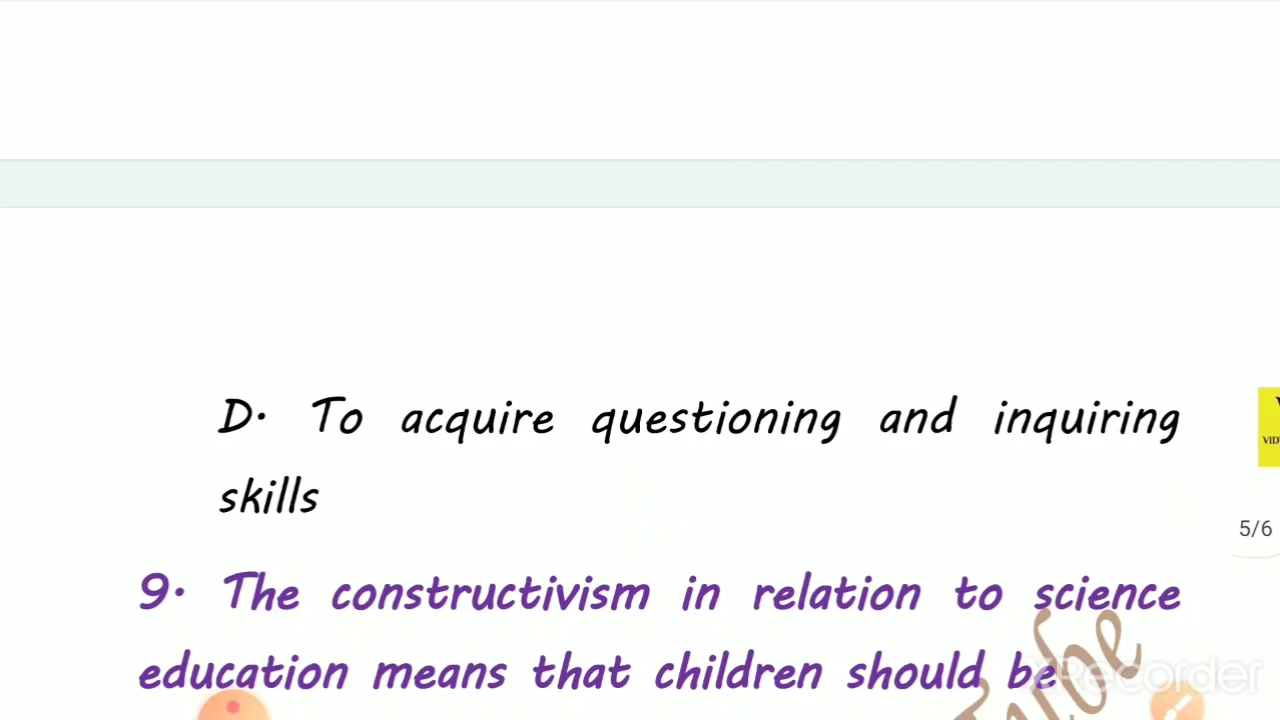 D. To acquire questioning and inquiring
skills
5/6
9. The constructivism in relation to science
education means that children should be
XRecorder